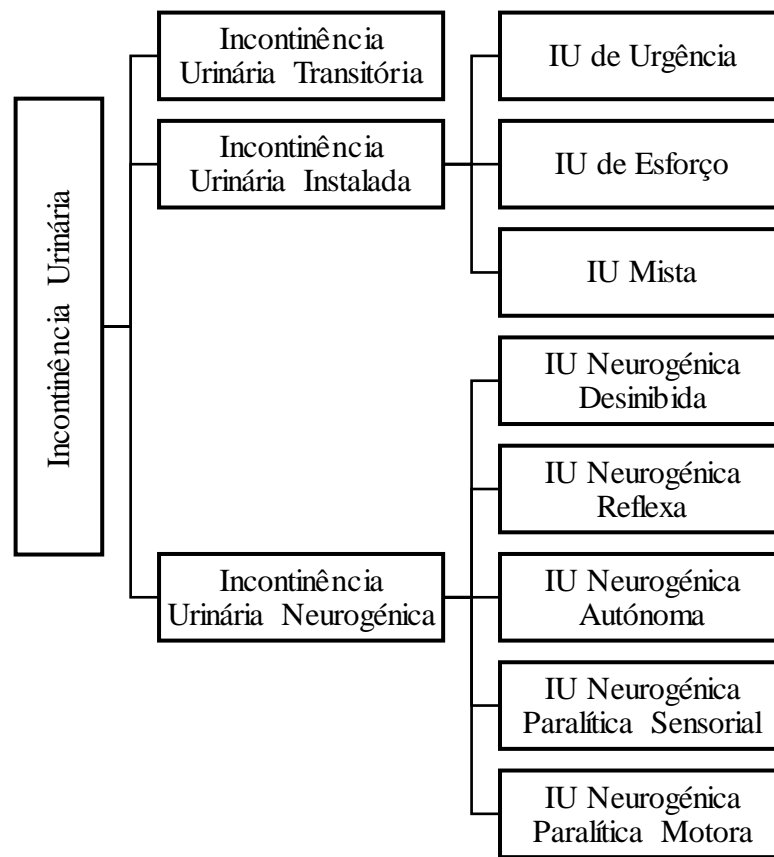 Incontinência Urinária
Incontinência
Urinária Transitória
Incontinência
Urinária Instalada
IU de Urgência
IU de Esforço
IU Mista
Incontinência
Urinária Neurogénica
IU Neurogénica
Desinibida
IU Neurogénica
Reflexa
IU Neurogénica
Autónoma
IU Neurogénica
Paralítica Sensorial
IU Neurogénica
Paralítica Motora